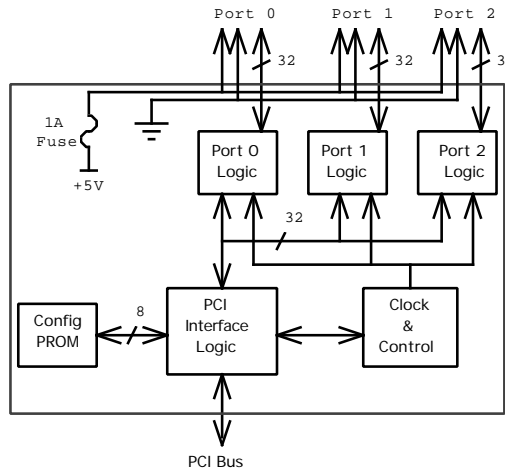 Port 0 Port 1 Port 2
32 32 3
1A
Fuse
+5V
Port 0
Logic
Port 1
Logic
Port 2
Logic
32
Config
PROM
8
PCI
Interface
Logic
Clock
&
Control
PCI Bus